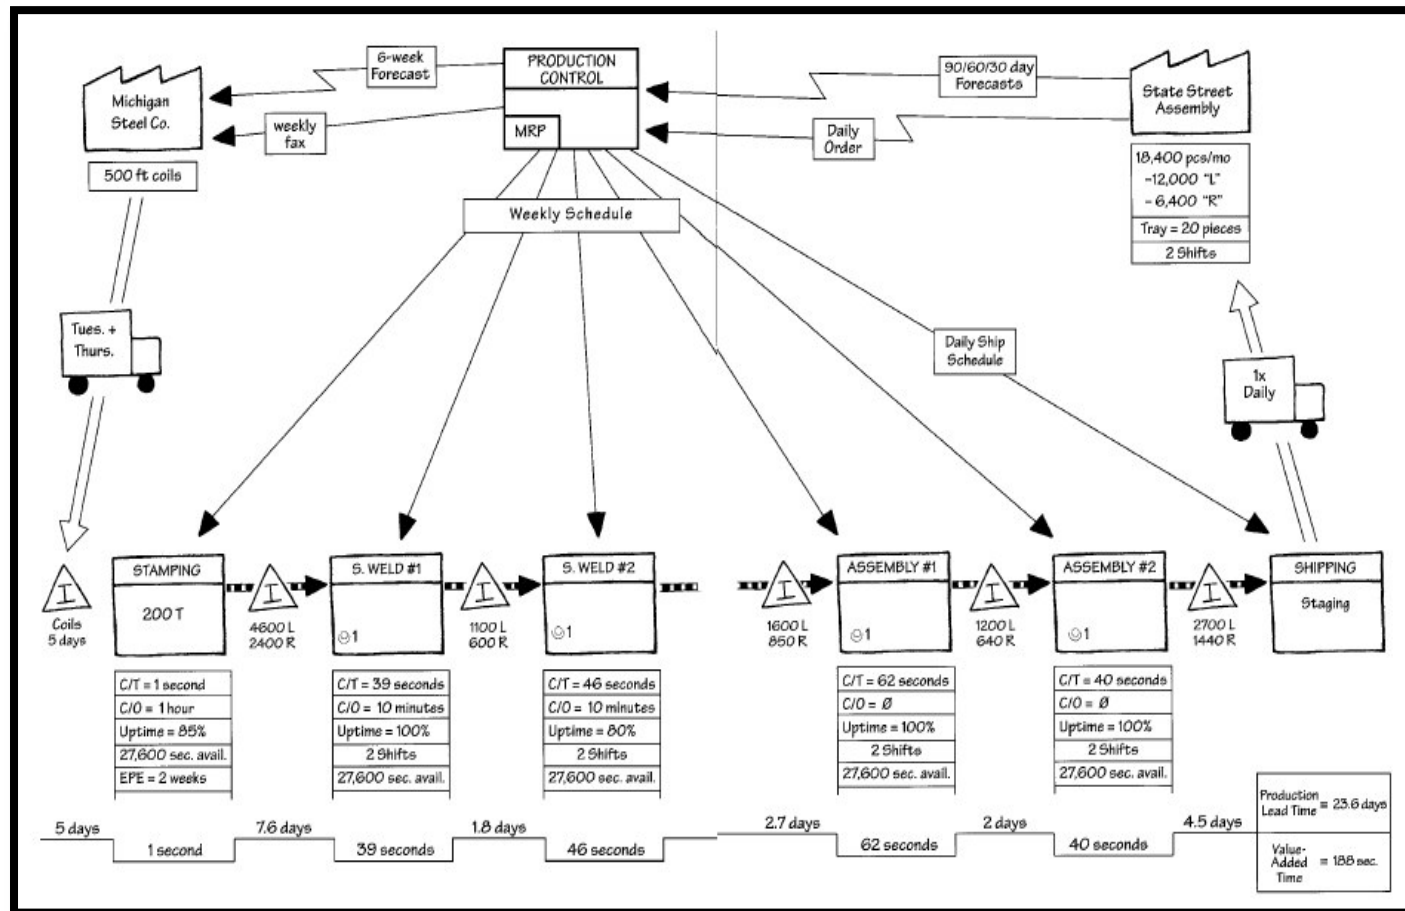 6-week
Forecast
PRODUCTION
CONTROL
MRP
90/60/30 day
Forecasts
State Street
Assembly
Michigan
Steel Co.
weekly
fax
Daily
Order
500 ft coils
18,400 pcs/mo
-12,000 "L"
- 6,400 "R"
Tray = 20 pieces
2 Shifts
Weekly Schedule
Tues. +
Thurs.
Daily Ship
Schedule
1x
Daily
I
Coils
5 days
STAMPING
200 T
I
4600 L
2400 R
S. WELD #1
1
I
1100 L
600 R
S. WELD #2
1
I
1600 L
850 R
ASSEMBLY #1
1
I
1200 L
640 R
ASSEMBLY #2
1
I
2700 L
1440 R
SHIPPING
Staging
C/T = 1 second
C/O = 1 hour
Uptime = 85%
27,600 sec. avail.
EPE = 2 weeks
C/T = 39 seconds
C/O = 10 minutes
Uptime = 100%
2 Shifts
27,600 sec. avail.
C/T = 46 seconds
C/O = 10 minutes
Uptime = 80%
2 Shifts
27,600 sec. avail.
C/T = 62 seconds
C/O = Ø
Uptime = 100%
2 Shifts
27,600 sec. avail.
C/T = 40 seconds
C/O = Ø
Uptime = 100%
2 Shifts
27,600 sec. avail.
5 days
1 second
7.6 days
39 seconds
1.8 days
46 seconds
2.7 days
62 seconds
2 days
40 seconds
4.5 days
Production
Lead Time = 23.6 days
Value-
Added = 188 sec.
Time